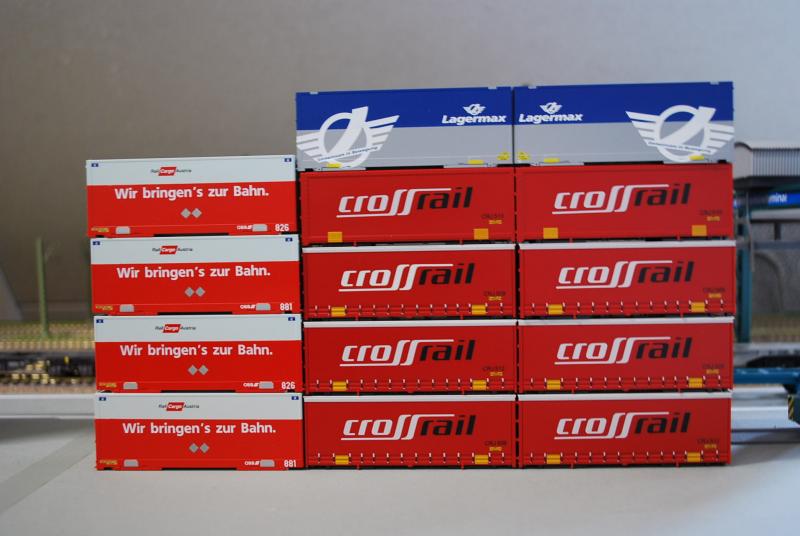 Lagermax
Lagermax
Rail Cargo Austria
Wir bringen's zur Bahn.
826
crossrail
crossrail
Rail Cargo Austria
Wir bringen's zur Bahn.
881
crossrail
crossrail
Rail Cargo Austria
Wir bringen's zur Bahn.
826
crossrail
crossrail
Rail Cargo Austria
Wir bringen's zur Bahn.
881
crossrail
crossrail
minal